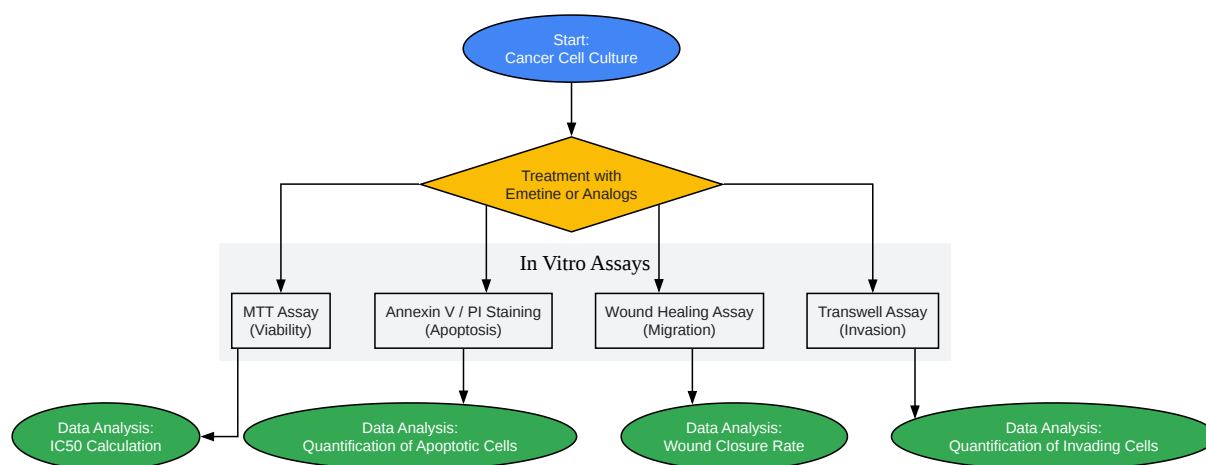 Start:
Cancer Cell Culture
Treatment with
Emetine or Analogs
In Vitro Assays
MTT Assay
(Viability)
Annexin V / PI Staining
(Apoptosis)
Wound Healing Assay
(Migration)
Transwell Assay
(Invasion)
Data Analysis:
IC50 Calculation
Data Analysis:
Quantification of Apoptotic Cells
Data Analysis:
Wound Closure Rate
Data Analysis:
Quantification of Invading Cells